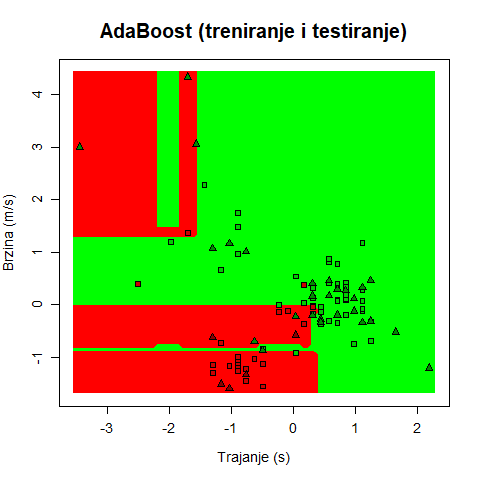 AdaBoost (treniranje i testiranje)
Brzina (m/s)
4
3
2
1
0
-1
-3 -2 -1 0 1 2
Trajanje (s)